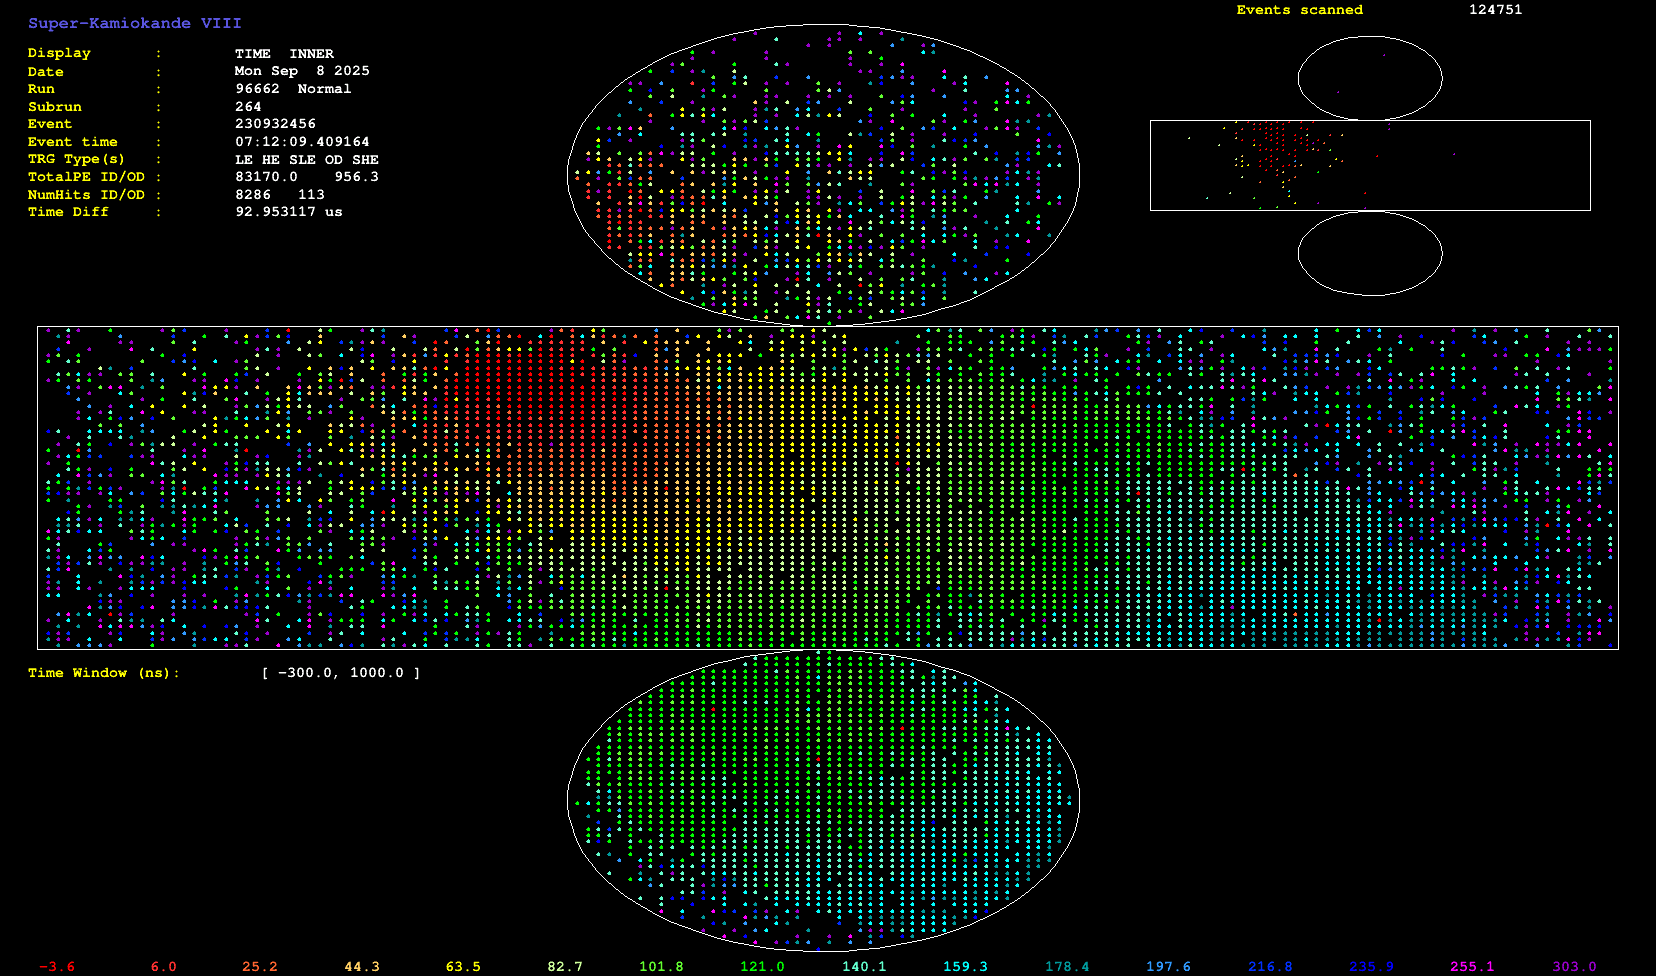 Super-Kamiokande VIII
Events scanned 124751
Display : TIME INNER
Date : Mon Sep 8 2025
Run : 96662 Normal
Subrun : 264
Event : 230932456
Event time : 07:12:09.409164
TRG Type(s) : LE HE SLE OD SHE
TotalPE ID/OD : 83170.0 956.3
NumHits ID/OD : 8286 113
Time Diff : 92.953117 us
Time Window (ns): [ -300.0, 1000.0 ]
-3.6 6.0 25.2 44.3 63.5 82.7 101.8 121.0 140.1 159.3 178.4 197.6 216.8 235.9 255.1 303.0